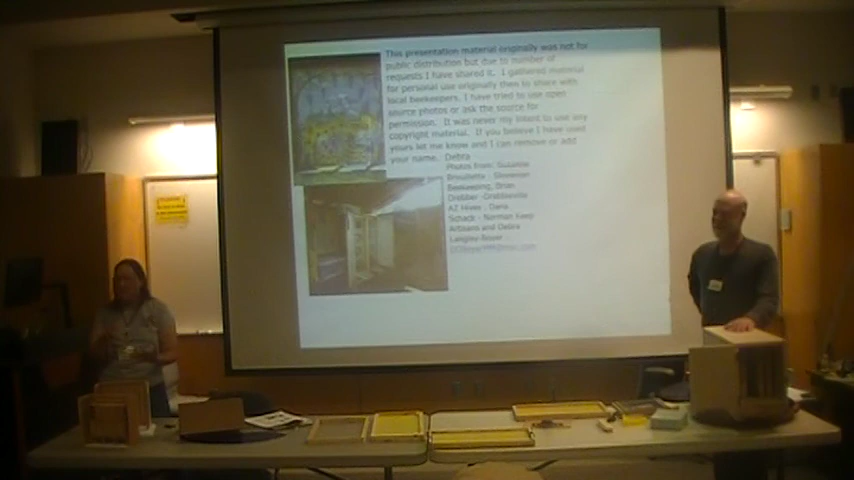 This presentation material originally was not for
public distribution but due to number of
requests I have shared it. I gathered material
for personal use originally then to share with
local beekeepers. I have tried to use open
source photos or ask the source for
permission. It was never my intent to use any
copyright material. If you believe I have used
yours let me know and I can remove or add
your name. Debra
Photos from: Suzanne
Brouillette - Slovenian
Beekeeping, Brian
Drebber -
AZ Hives - Dana
Schack - Norman Keep
Artisans and Debra
Langley-Boyer